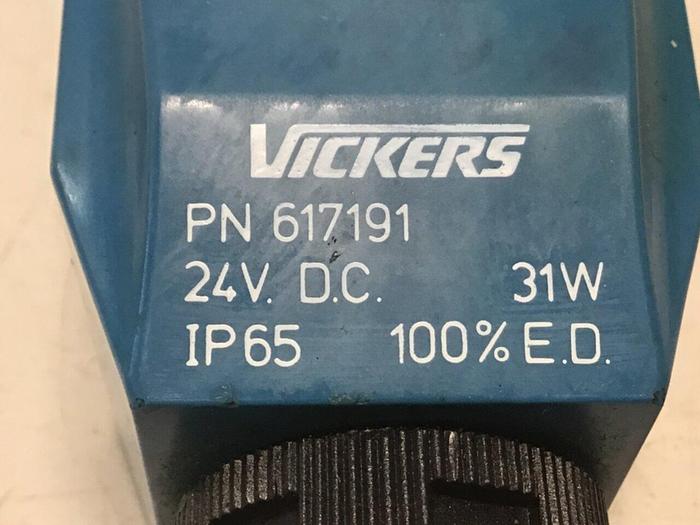 VICKERS
PN 617191
24V. D.C. 31W
IP65 100% E.D.